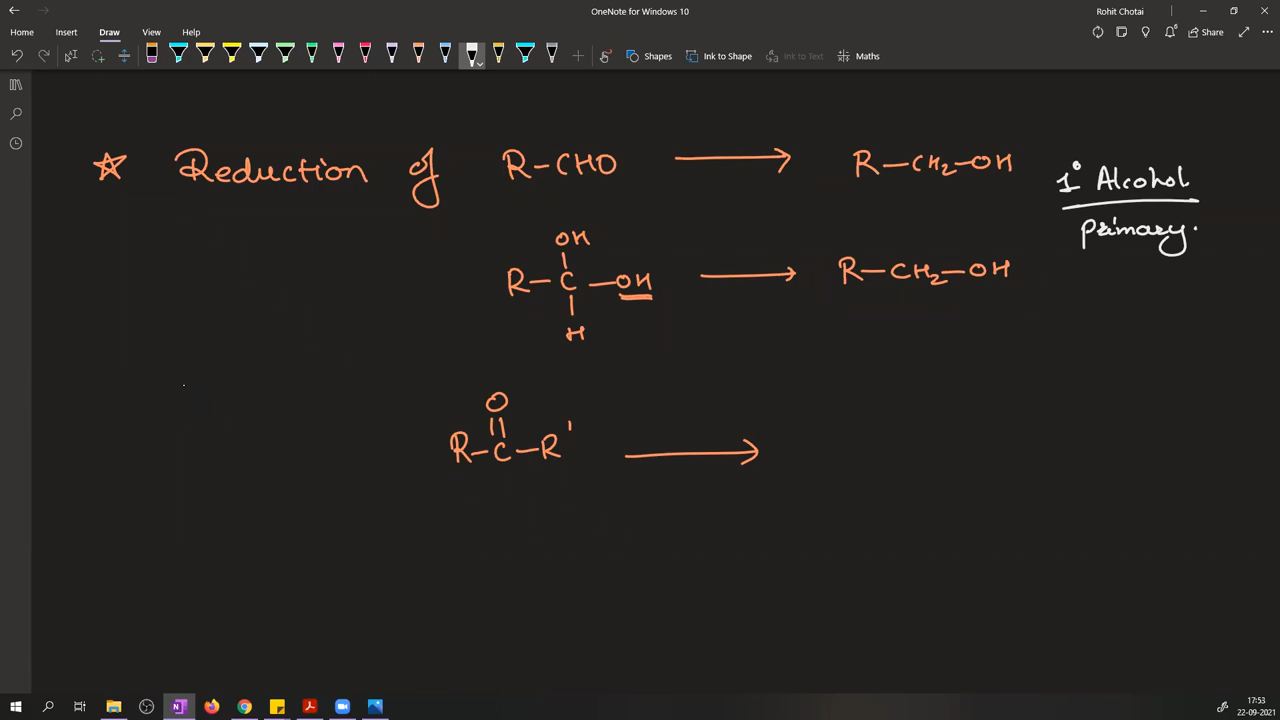 OneNote for Windows 10
Rohit Chotai
Home Insert Draw View Help
Share
Shapes Ink to Shape Ink to Text Maths
☆ Reduction of R-CHO ⟶ R-CH₂-OH 1° Alcohol
primary.
OH
R-C-OH ⟶ R-CH₂-OH
H
O
R-C-R' ⟶
17:53
22-09-2021